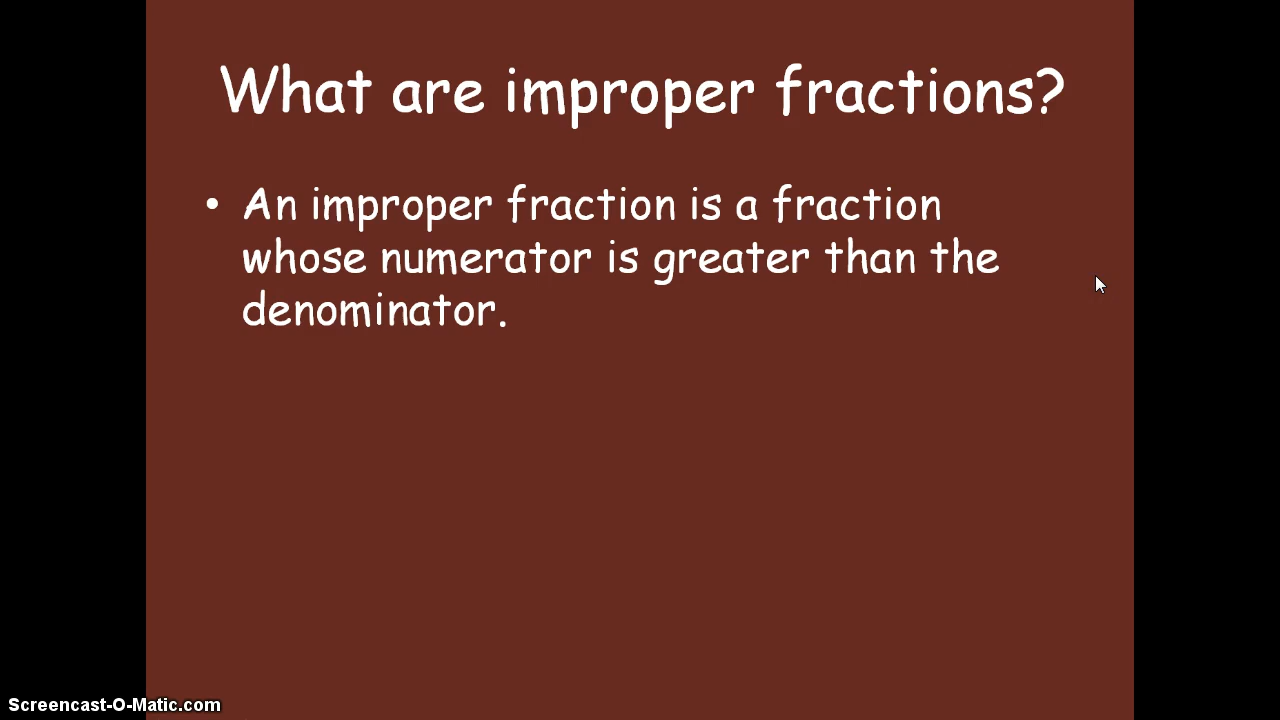 What are improper fractions?
• An improper fraction is a fraction
whose numerator is greater than the
denominator.
Screencast-O-Matic.com